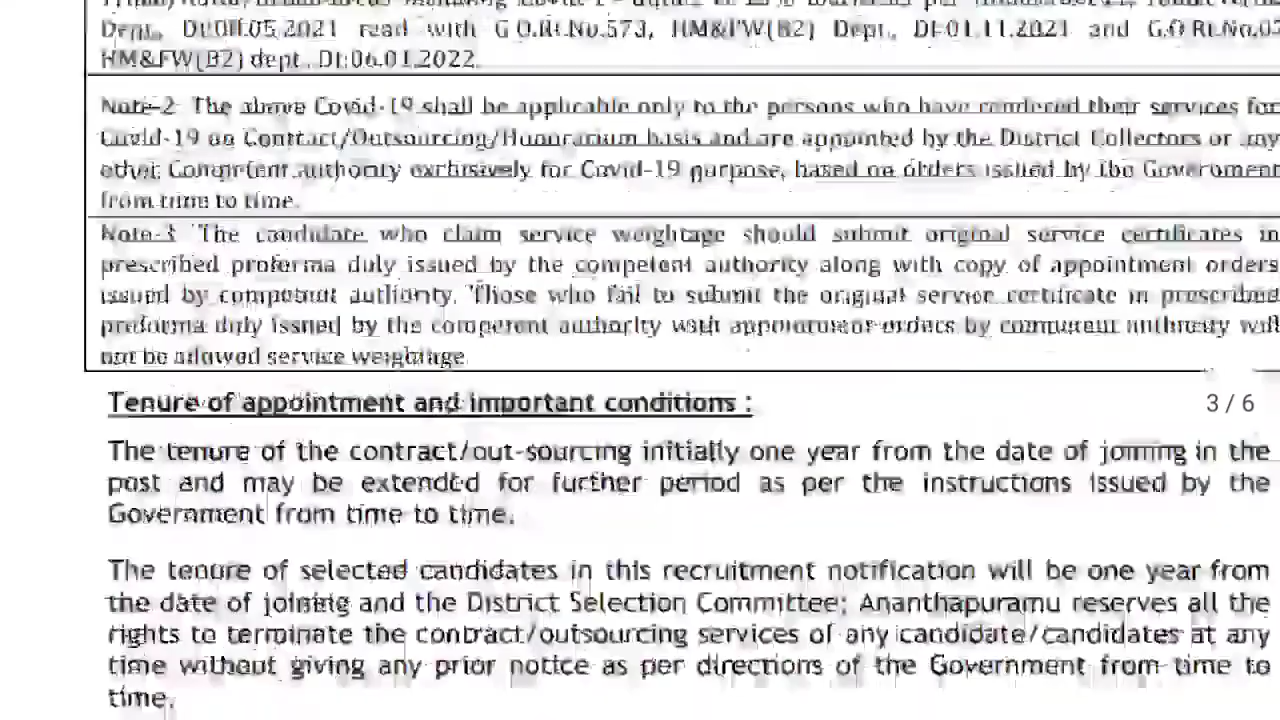 Dept., Dt:08.05.2021 read with G.O.Rt.No.573, HM&FW(B2) Dept., Dt:01.11.2021 and G.O.Rt.No.0
HM&FW(B2) dept., Dt:06.01.2022.
Note-2: The above Covid-19 shall be applicable only to the persons who have rendered their services for
Covid-19 on Contract/Outsourcing/Honorarium basis and are appointed by the District Collectors or any
other Competent authority exclusively for Covid-19 purpose, based on orders issued by the Government
from time to time.
Note-3 The candidate who claim service weightage should submit original service certificates in
prescribed proforma duly issued by the competent authority along with copy of appointment orders
issued by competent authority. Those who fail to submit the original service certificate in prescribed
proforma duly issued by the competent authority with appointment orders by competent authority will
not be allowed service weightage
Tenure of appointment and important conditions :
3 / 6
The tenure of the contract/out-sourcing initially one year from the date of joining in the
post and may be extended for further period as per the instructions issued by the
Government from time to time.
The tenure of selected candidates in this recruitment notification will be one year from
the date of joining and the District Selection Committee; Ananthapuramu reserves all the
rights to terminate the contract/outsourcing services of any candidate/candidates at any
time without giving any prior notice as per directions of the Government from time to
time.